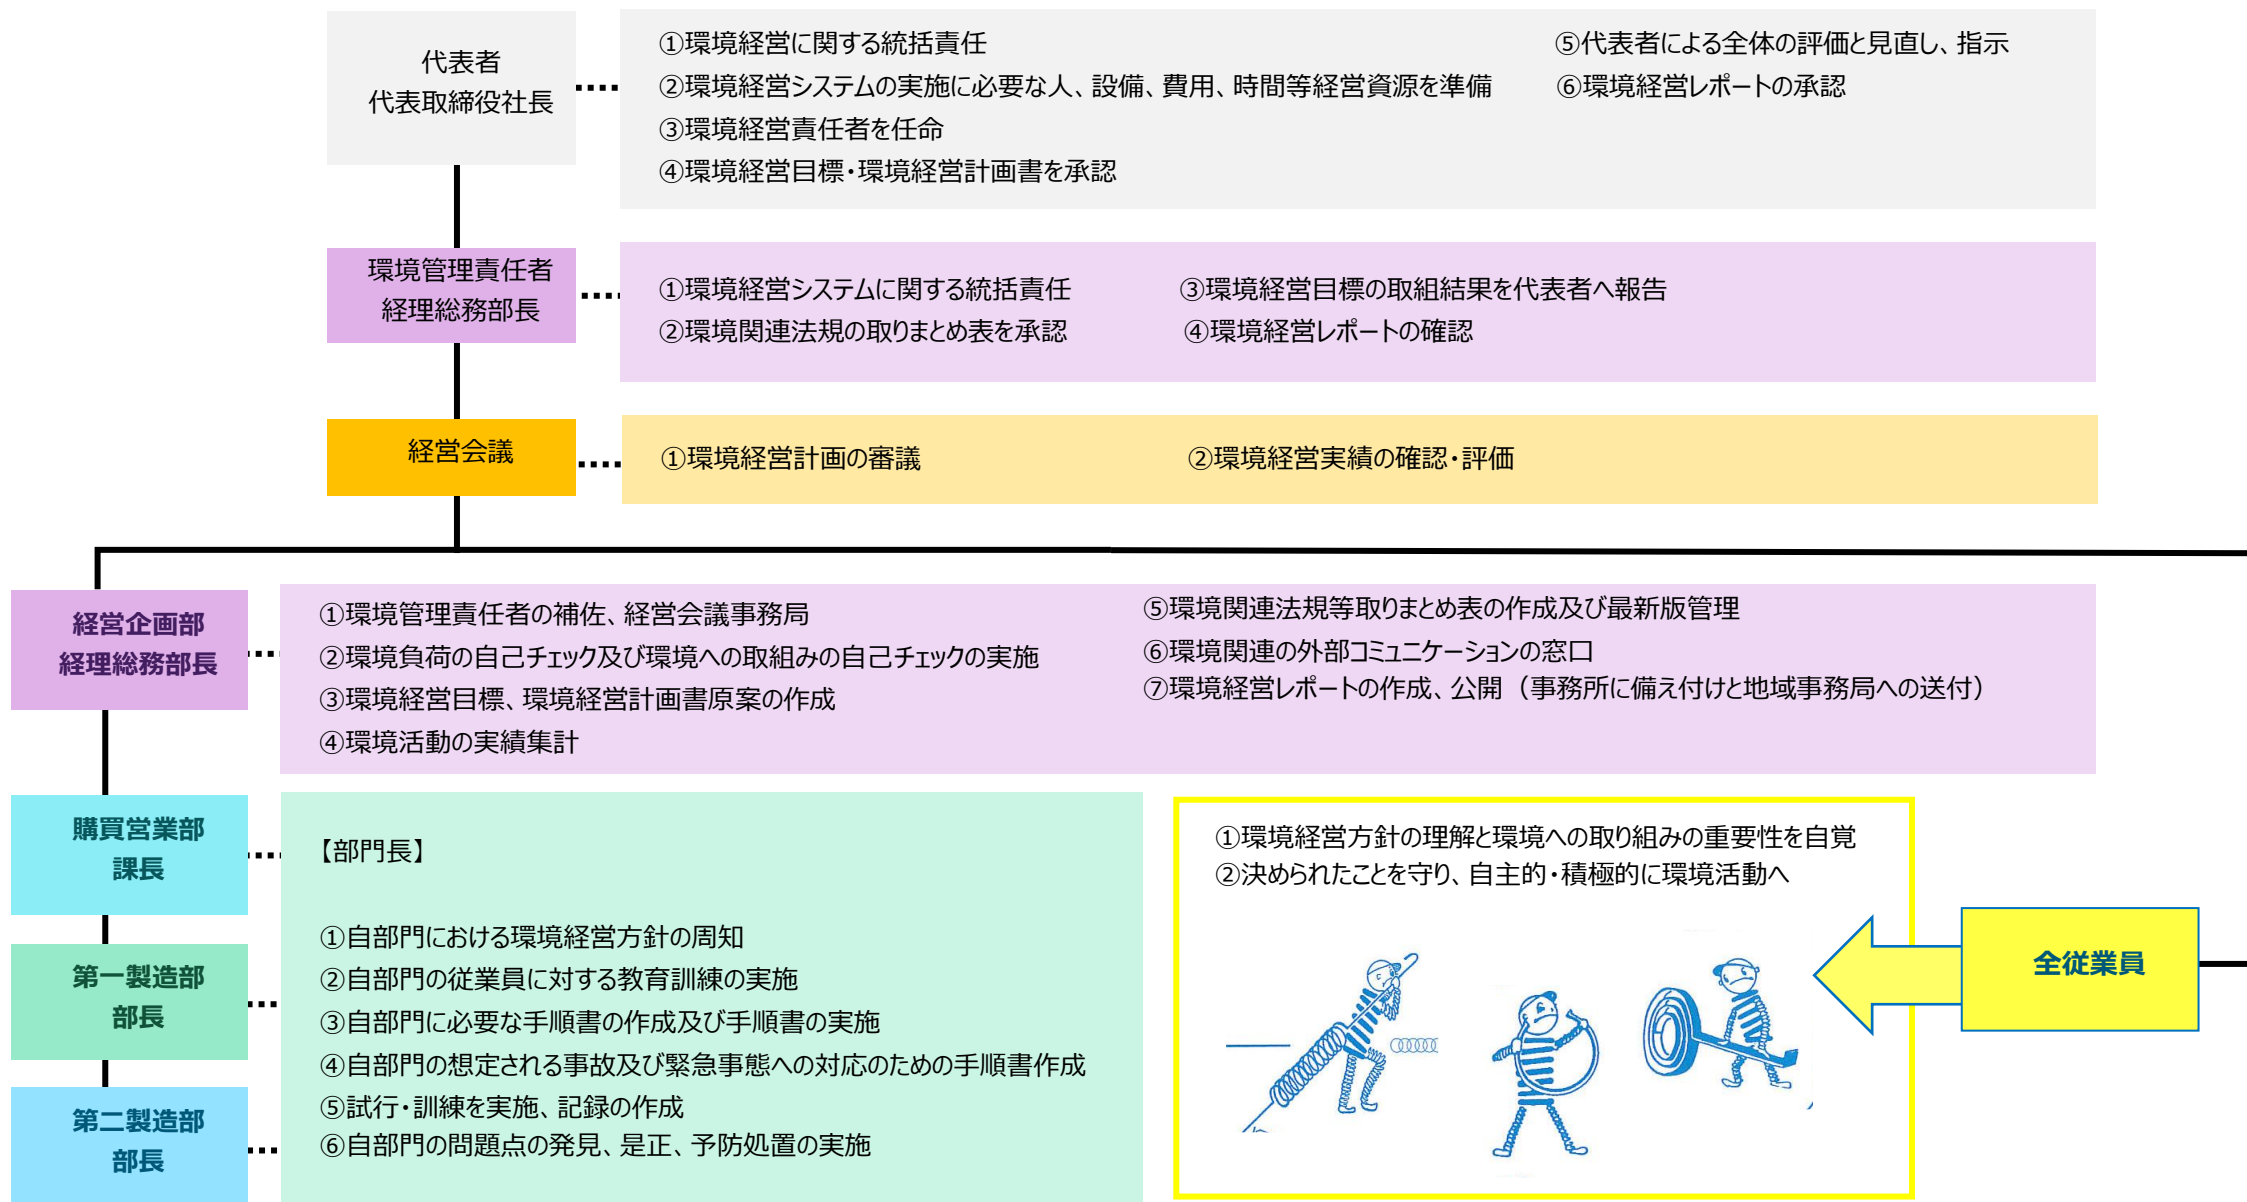 代表者
代表取締役社長
①環境経営に関する統括責任
②環境経営システムの実施に必要な人、設備、費用、時間等経営資源を準備
③環境経営責任者を任命
④環境経営目標・環境経営計画書を承認
⑤代表者による全体の評価と見直し、指示
⑥環境経営レポートの承認
環境管理責任者
経理総務部長
①環境経営システムに関する統括責任
②環境関連法規の取りまとめ表を承認
③環境経営目標の取組結果を代表者へ報告
④環境経営レポートの確認
経営会議
①環境経営計画の審議
②環境経営実績の確認・評価
経営企画部
経理総務部長
①環境管理責任者の補佐、経営会議事務局
②環境負荷の自己チェック及び環境への取組みの自己チェックの実施
③環境経営目標、環境経営計画書原案の作成
④環境活動の実績集計
⑤環境関連法規等取りまとめ表の作成及び最新版管理
⑥環境関連の外部コミュニケーションの窓口
⑦環境経営レポートの作成、公開（事務所に備え付けと地域事務局への送付）
購買営業部
課長
第一製造部
部長
第二製造部
部長
【部門長】
①自部門における環境経営方針の周知
②自部門の従業員に対する教育訓練の実施
③自部門に必要な手順書の作成及び手順書の実施
④自部門の想定される事故及び緊急事態への対応のための手順書作成
⑤試行・訓練を実施、記録の作成
⑥自部門の問題点の発見、是正、予防処置の実施
①環境経営方針の理解と環境への取り組みの重要性を自覚
②決められたことを守り、自主的・積極的に環境活動へ
全従業員